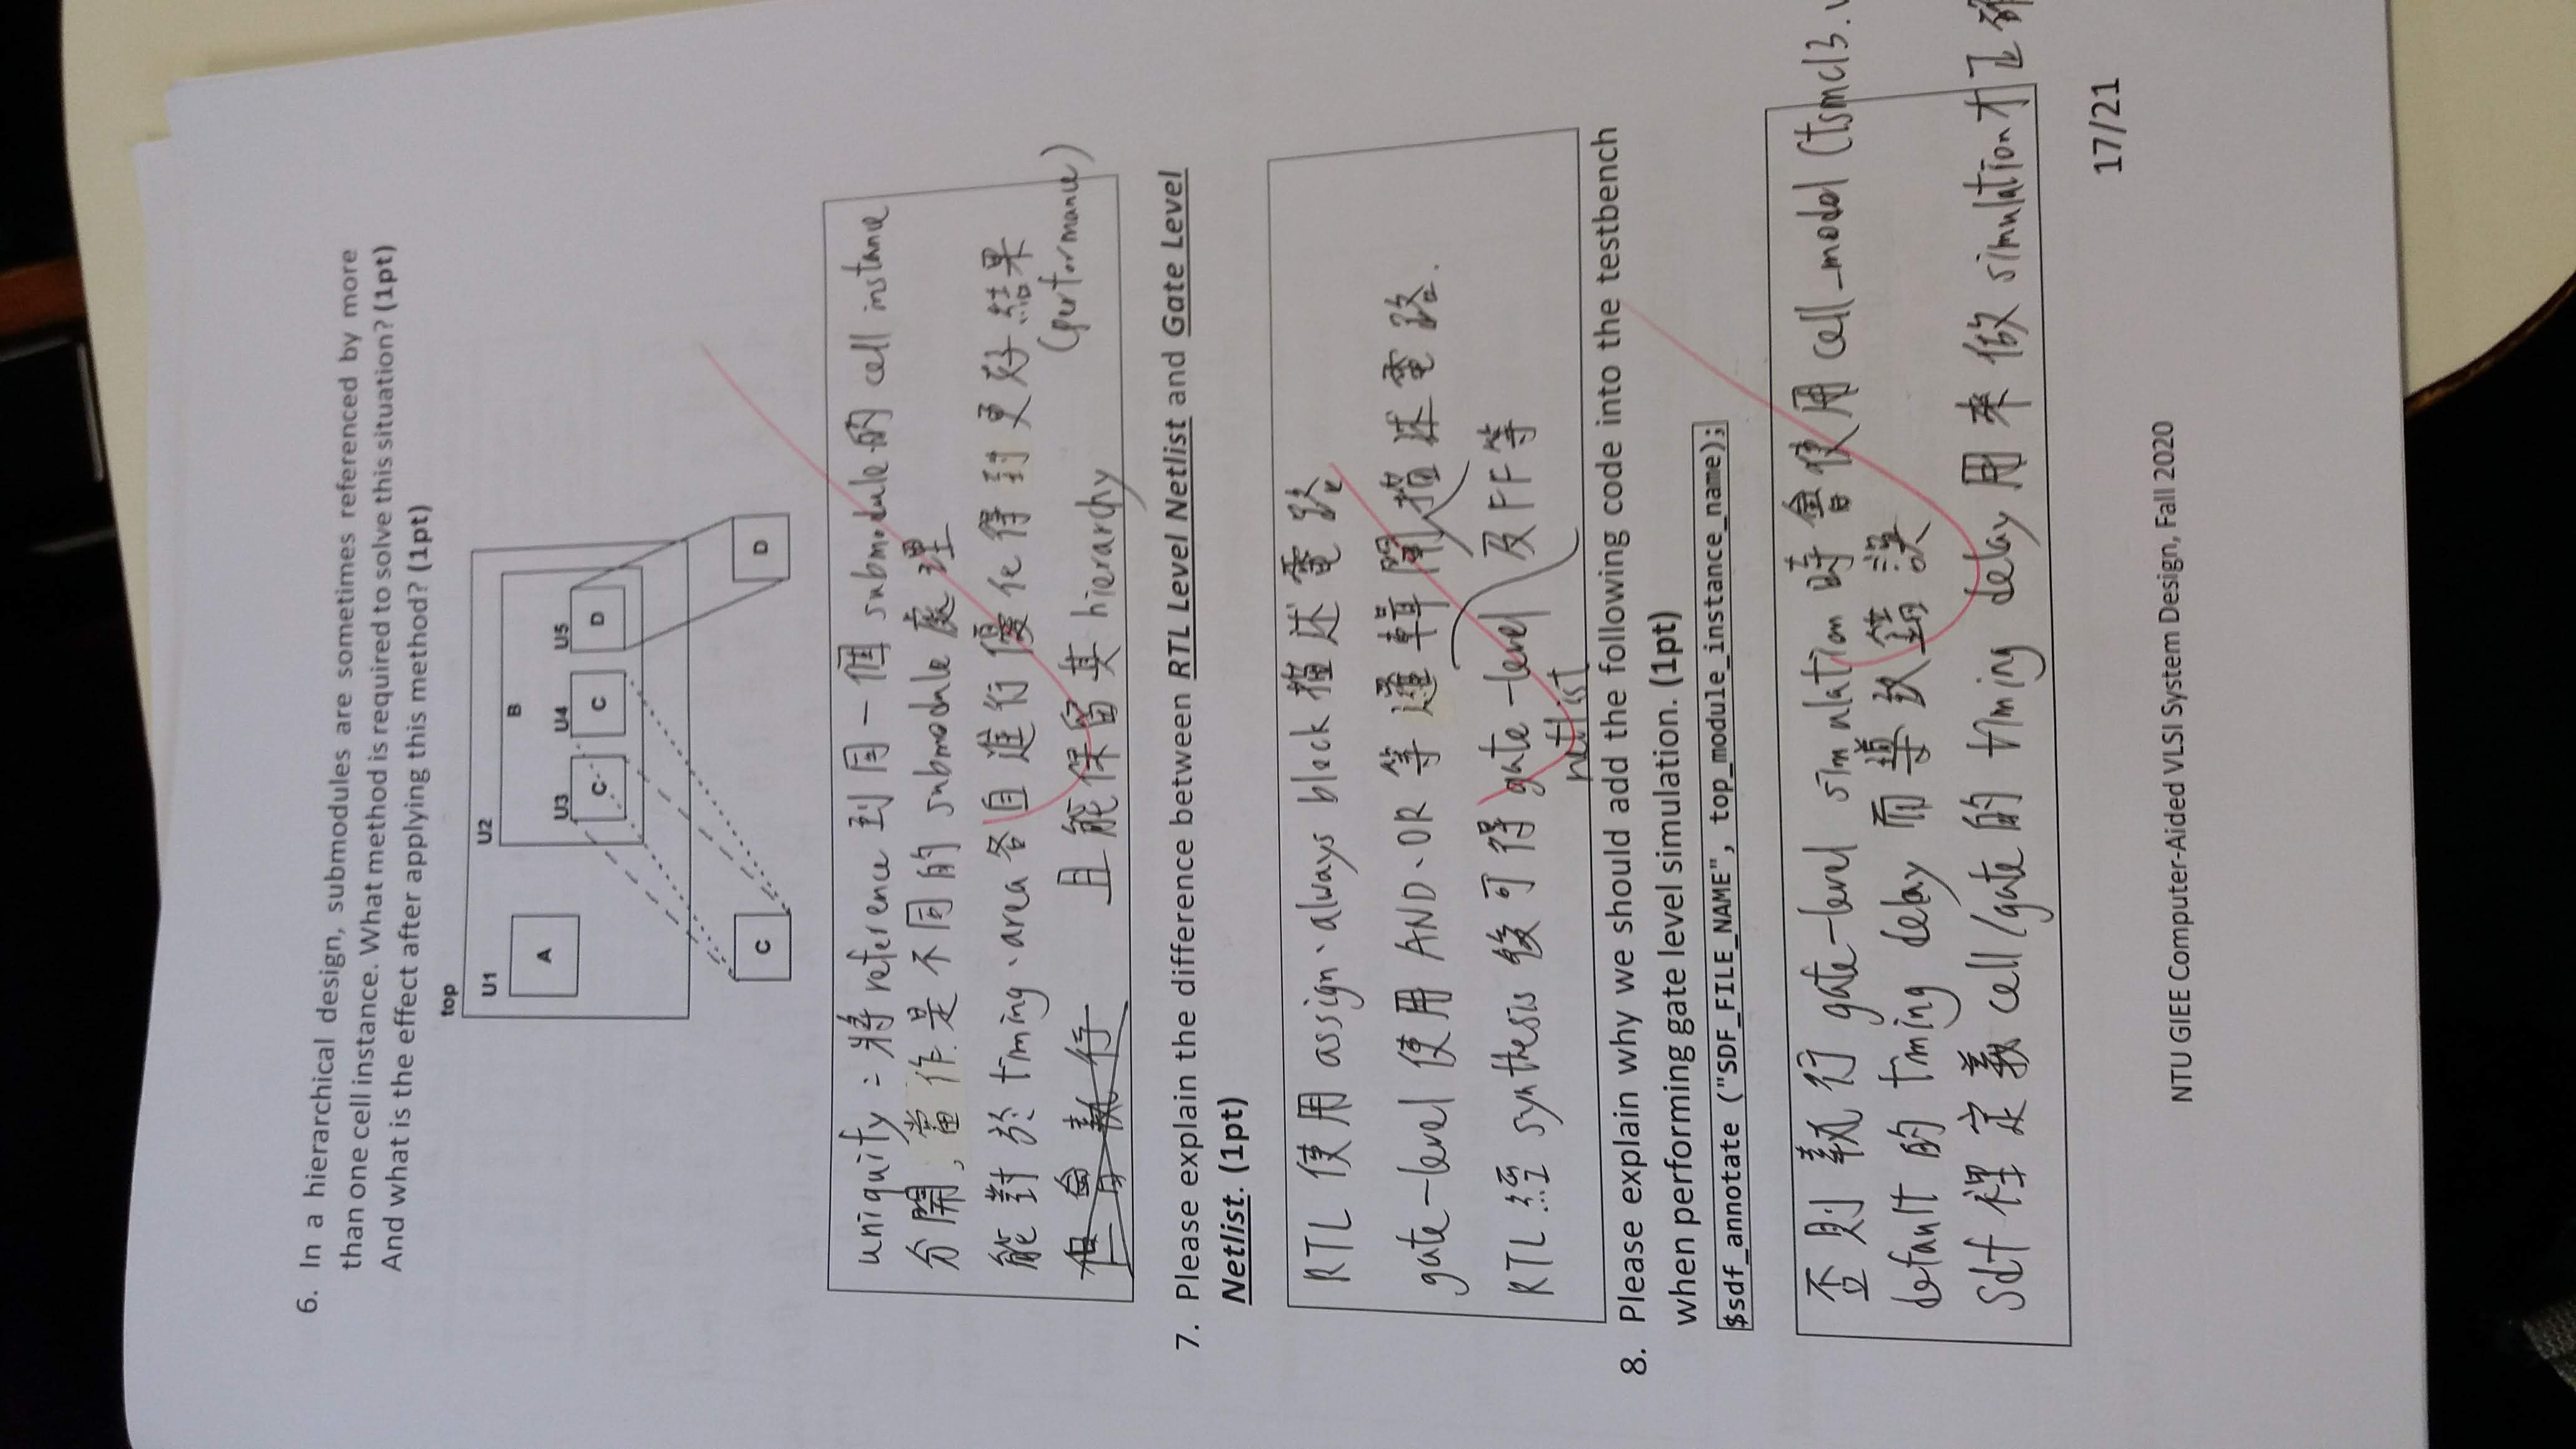 6. In a hierarchical design, submodules are sometimes referenced by more
than one cell instance. What method is required to solve this situation? (1pt)
And what is the effect after applying this method? (1pt)
top
U1
U2
A
B
U3
U4
U5
C
C
D
C
D
uniquify：將 reference 到同一個 submodule 的 cell instance
分開，當作是不同的 submodule 處理
能對於 timing、area 各自進行優化得到更好結果
(performance)
但會執行 且能保留其 hierarchy
7. Please explain the difference between RTL Level Netlist and Gate Level
Netlist. (1pt)
RTL 使用 assign、always block 描述電路
gate-level 使用 AND、OR 等邏輯閘描述電路.
及FF等
RTL 經 synthesis 後可得 gate-level
netlist
8. Please explain why we should add the following code into the testbench
when performing gate level simulation. (1pt)
$sdf_annotate ("SDF_FILE_NAME", top_module_instance_name);
否則執行 gate-level simulation 時會使用 cell_model (tsmc13.v
default 的 timing delay 而導致錯誤
sdf 裡定義 cell/gate 的 timing delay 用來做 simulation 才正確
17/21
NTU GIEE Computer-Aided VLSI System Design, Fall 2020